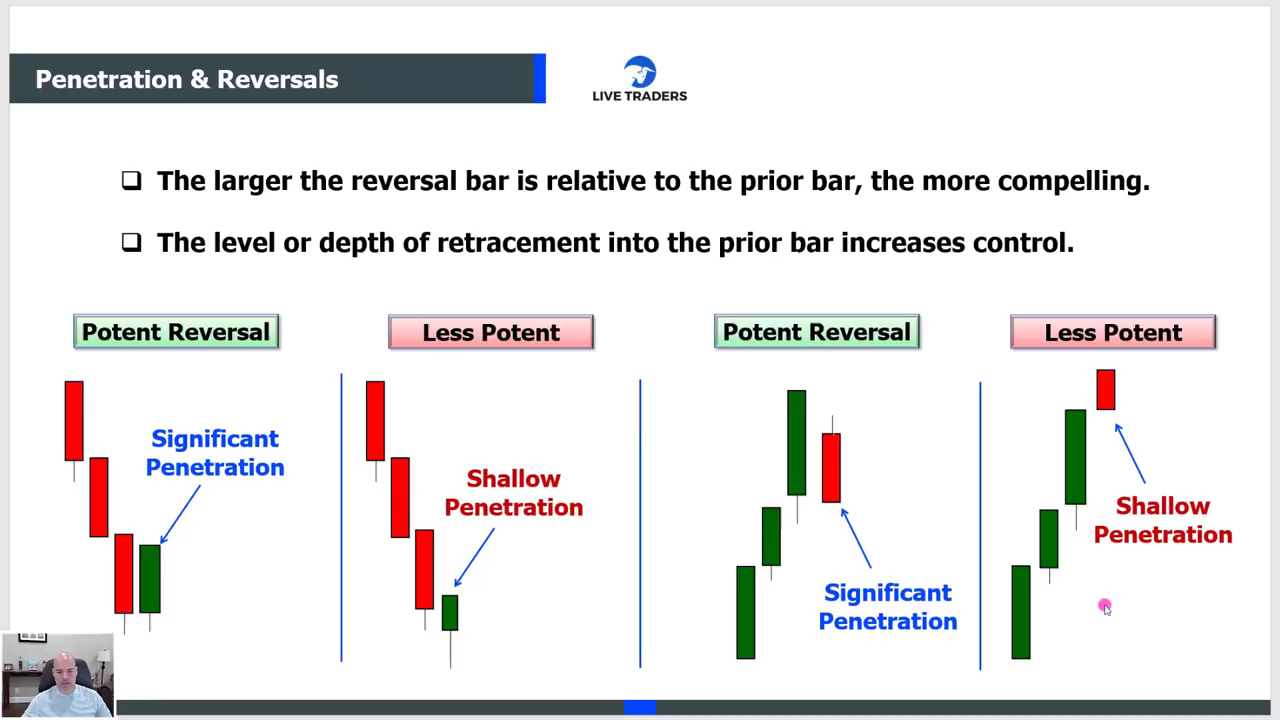 Penetration & Reversals
LIVE TRADERS
❑ The larger the reversal bar is relative to the prior bar, the more compelling.
❑ The level or depth of retracement into the prior bar increases control.
Potent Reversal
Less Potent
Potent Reversal
Less Potent
Significant
Penetration
Shallow
Penetration
Significant
Penetration
Shallow
Penetration